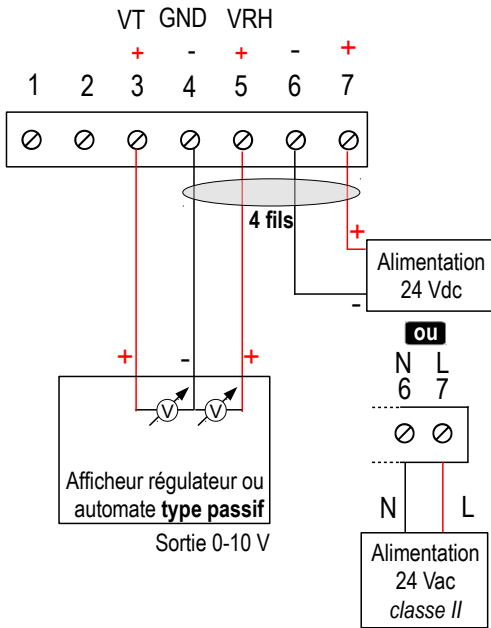 VT GND VRH
+ - + - +
1 2 3 4 5 6 7
4 fils
+
Alimentation
24 Vdc
-
ou
N L
6 7
+ - +
V V
Afficheur régulateur ou
automate type passif
Sortie 0-10 V
N L
Alimentation
24 Vac
classe II